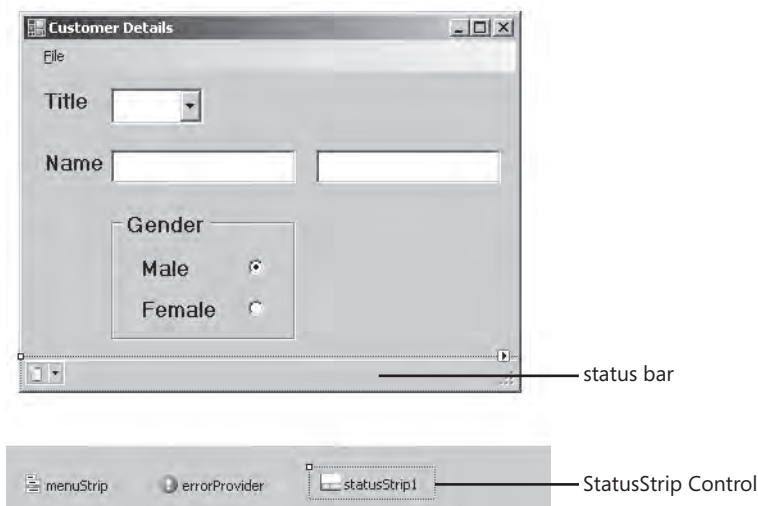 Customer Details
File
Title
Name
Gender
Male
Female
status bar
menuStrip errorProvider statusStrip1 StatusStrip Control